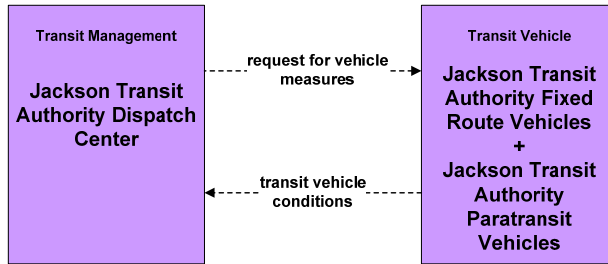 Transit Management
Jackson Transit
Authority Dispatch
Center
request for vehicle
measures
transit vehicle
conditions
Transit Vehicle
Jackson Transit
Authority Fixed
Route Vehicles
+
Jackson Transit
Authority
Paratransit
Vehicles